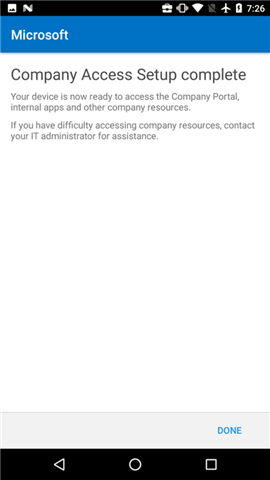 7:26
Microsoft
Company Access Setup complete
Your device is now ready to access the Company Portal,
internal apps and other company resources.
If you have difficulty accessing company resources, contact
your IT administrator for assistance.
DONE